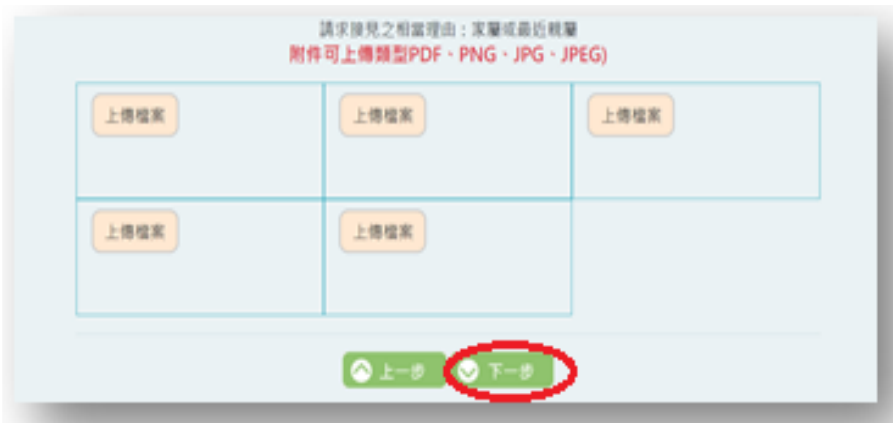 請求接見之相當理由：家屬或最近親屬
附件可上傳類型PDF、PNG、JPG、JPEG)
上傳檔案 上傳檔案 上傳檔案
上傳檔案 上傳檔案
上一步 下一步